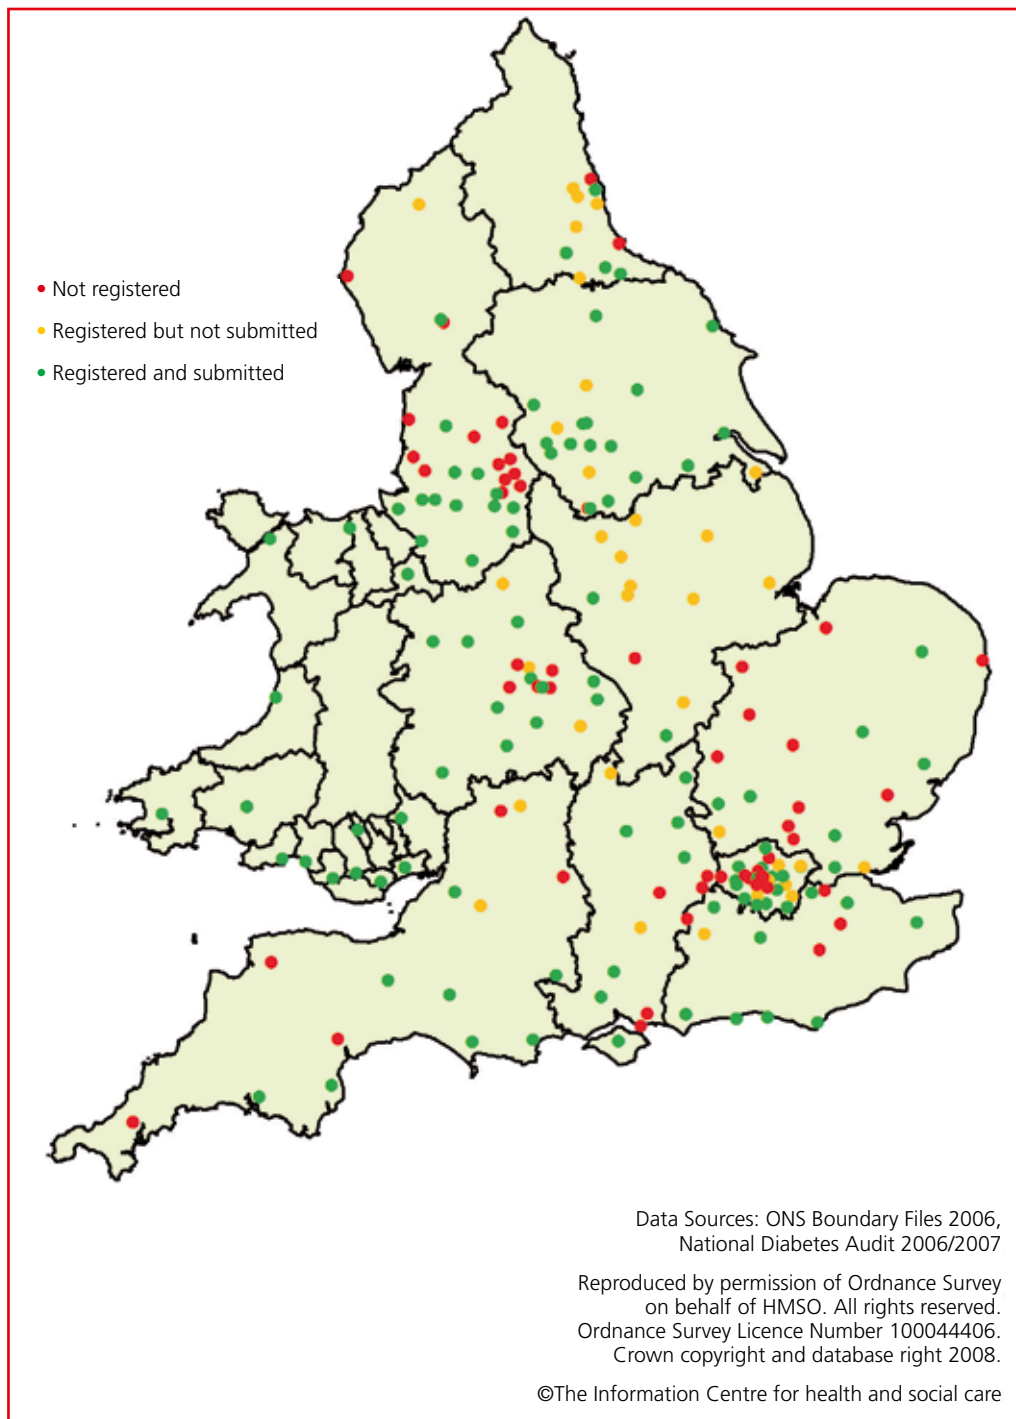 Not registered
Registered but not submitted
Registered and submitted
Data Sources: ONS Boundary Files 2006,
National Diabetes Audit 2006/2007
Reproduced by permission of Ordnance Survey
on behalf of HMSO. All rights reserved.
Ordnance Survey Licence Number 100044406.
Crown copyright and database right 2008.
©The Information Centre for health and social care